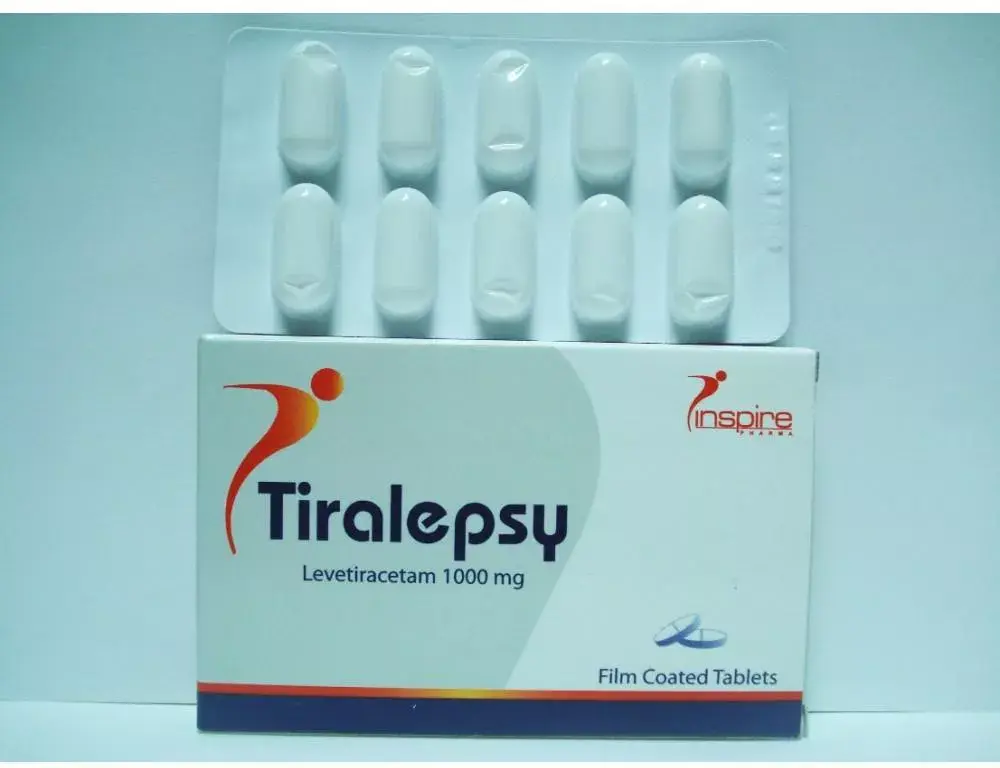 inspire
PHARMA
Tiralepsy
Levetiracetam 1000 mg
Film Coated Tablets